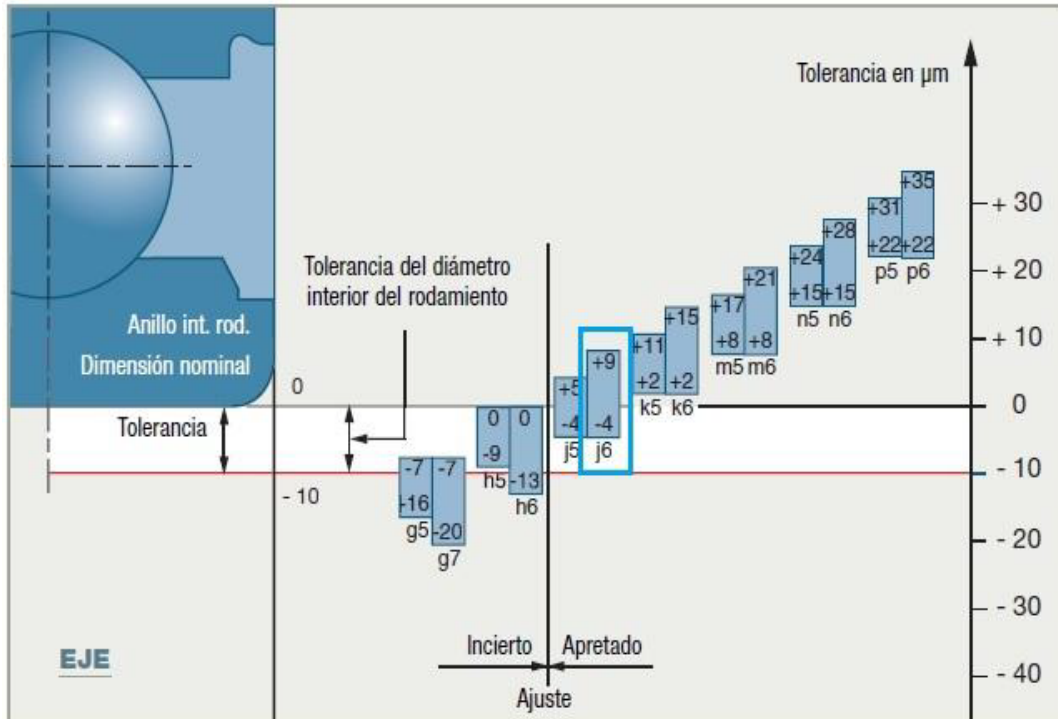 Tolerancia en µm
+35
+31
+ 30
+28
+22
+22
+24
p5
p6
+21
+ 20
Tolerancia del diámetro
interior del rodamiento
+17
+15
+15
n5
n6
+15
Anillo int. rod.
+11
+8
+8
+ 10
+9
m5
m6
Dimensión nominal
+5
+2
+2
0
k5
k6
0
Tolerancia
0
0
-4
-4
j5
j6
-9
h5
-7
-7
-13
- 10
- 10
h6
+16
g5
-20
- 20
g7
- 30
Incierto
Apretado
EJE
- 40
Ajuste